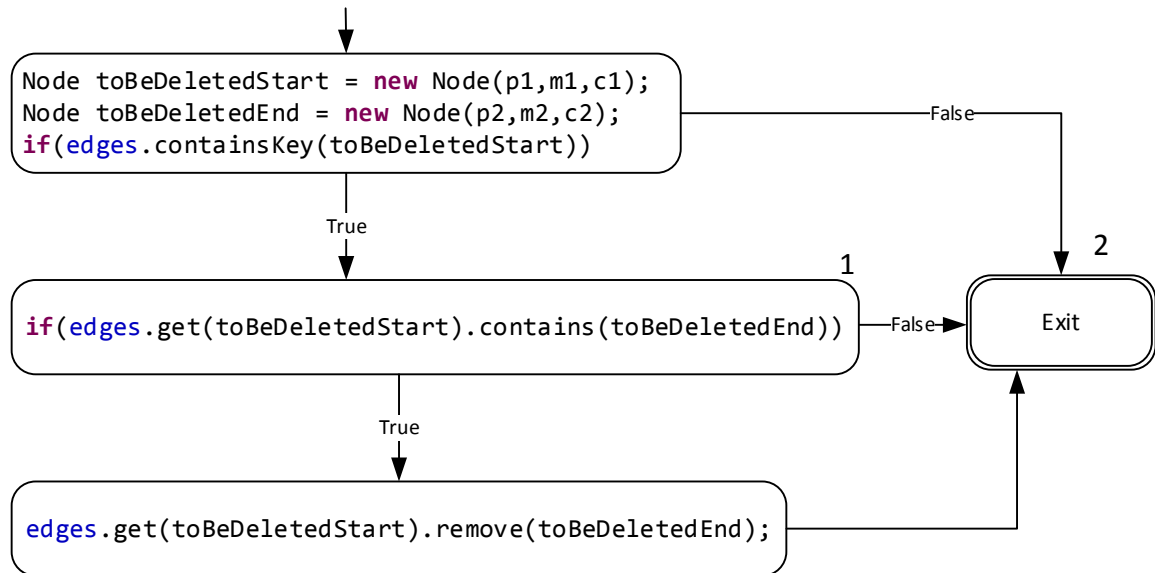 Node toBeDeletedStart = new Node(p1,m1,c1);
Node toBeDeletedEnd = new Node(p2,m2,c2);
if(edges.containsKey(toBeDeletedStart))
False
True
1
2
if(edges.get(toBeDeletedStart).contains(toBeDeletedEnd))
False
Exit
True
edges.get(toBeDeletedStart).remove(toBeDeletedEnd);